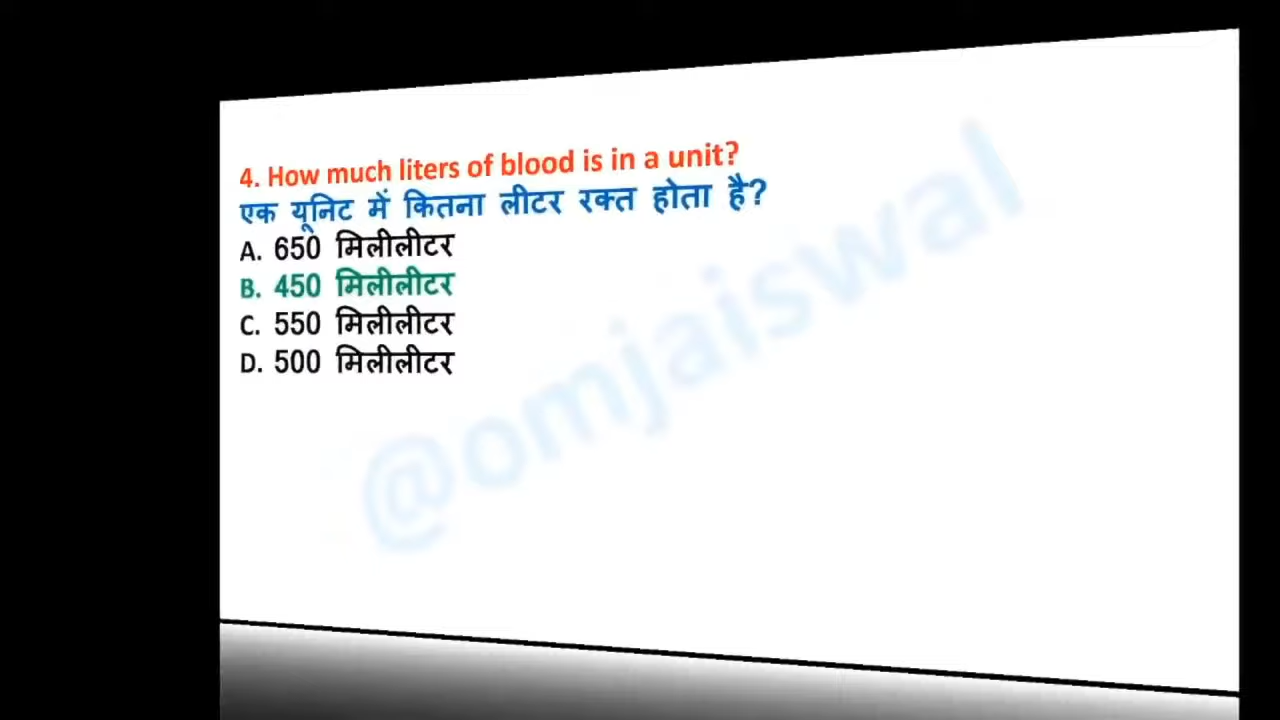 4. How much liters of blood is in a unit?
एक यूनिट में कितना लीटर रक्त होता है?
A. 650 मिलीलीटर
B. 450 मिलीलीटर
C. 550 मिलीलीटर
D. 500 मिलीलीटर
@omjaiswal